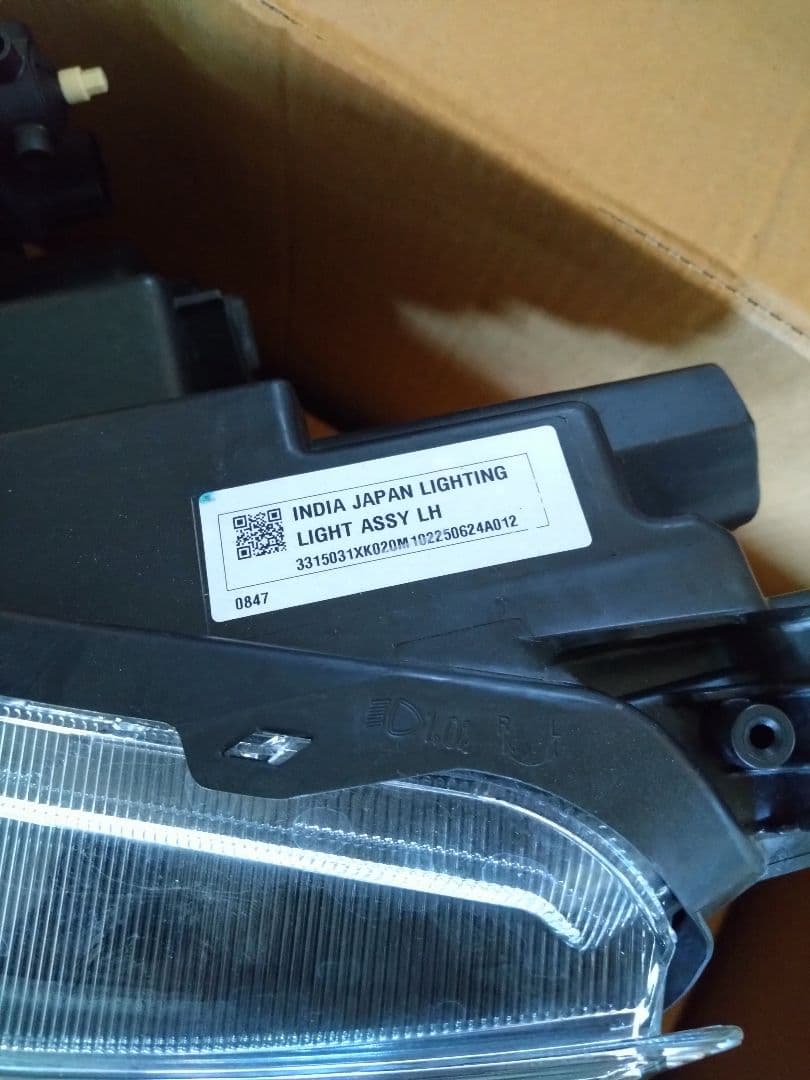 INDIA JAPAN LIGHTING
LIGHT ASSY LH
3315031XK020M102250624A012
0847
R L